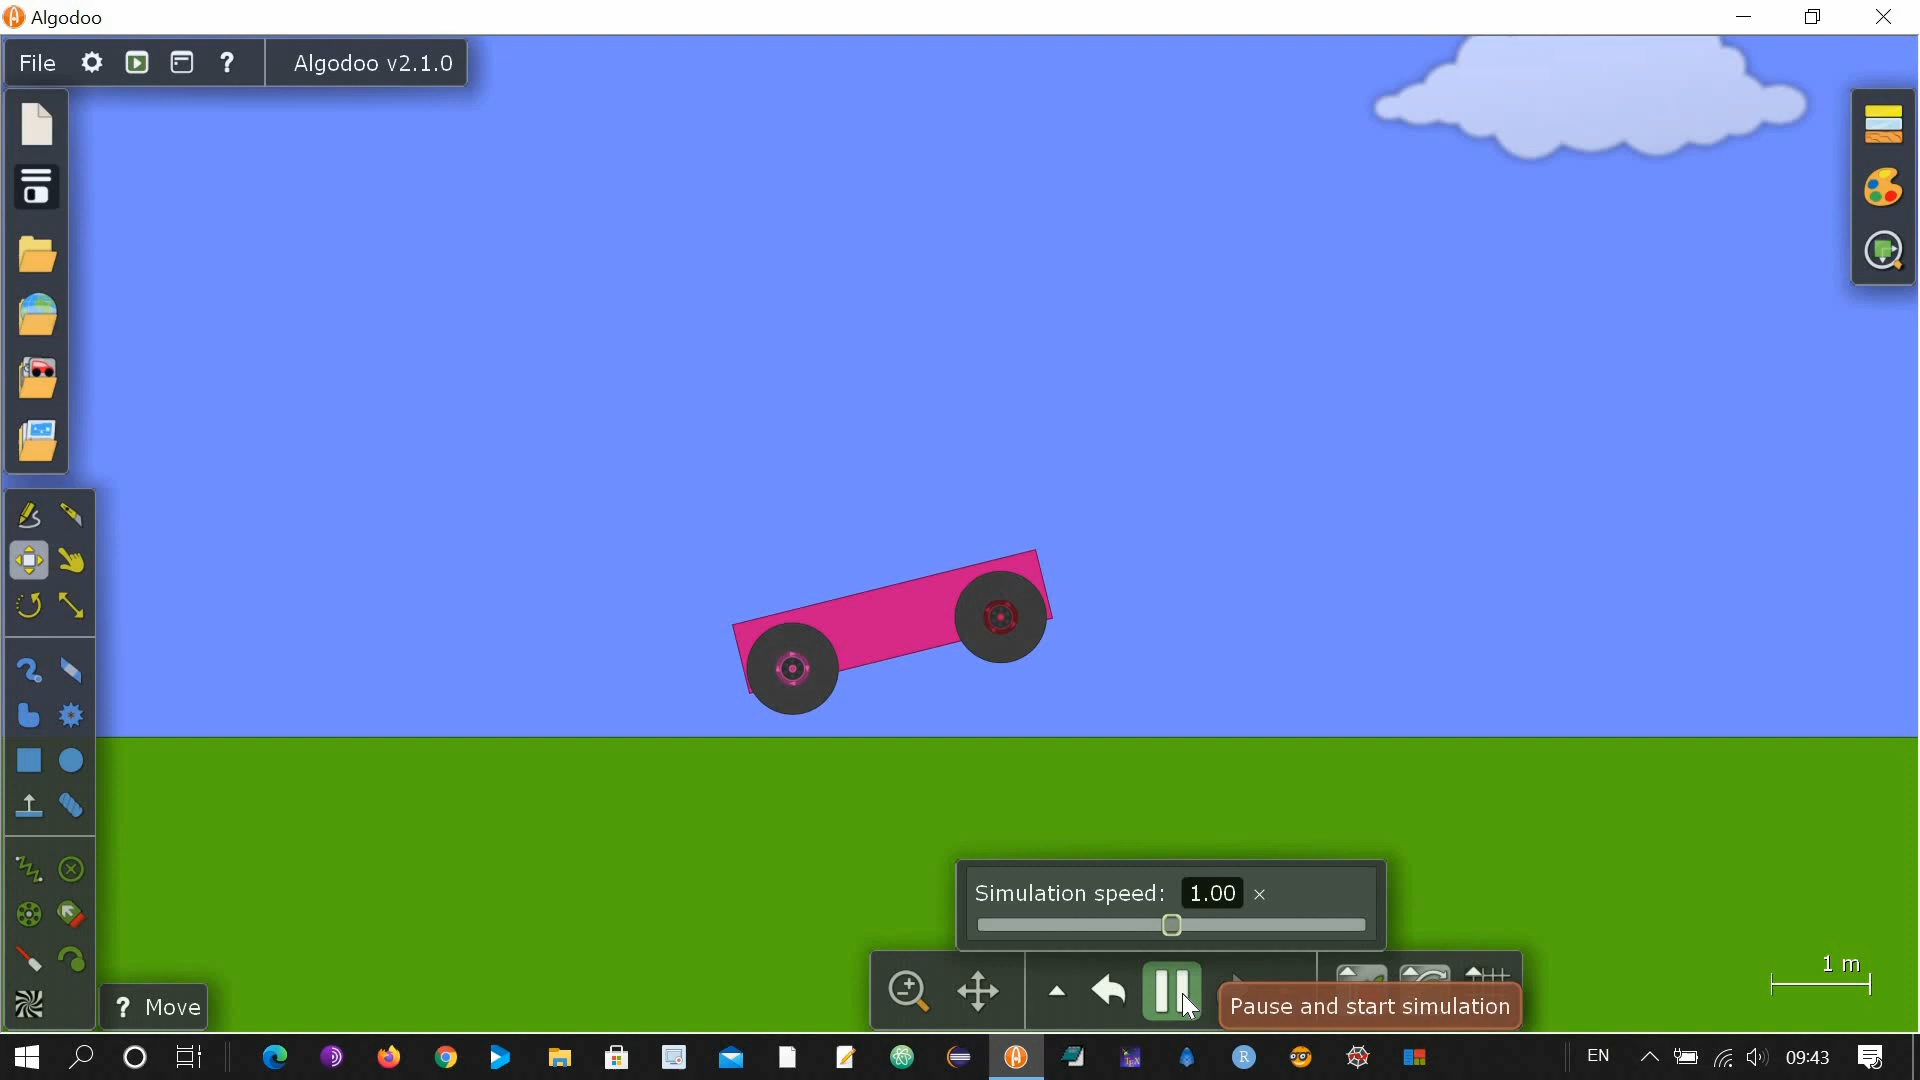 Algodoo
File ? Algodoo v2.1.0
Simulation speed: 1.00 ×
1 m
? Move
Pause and start simulation
EN 09:43